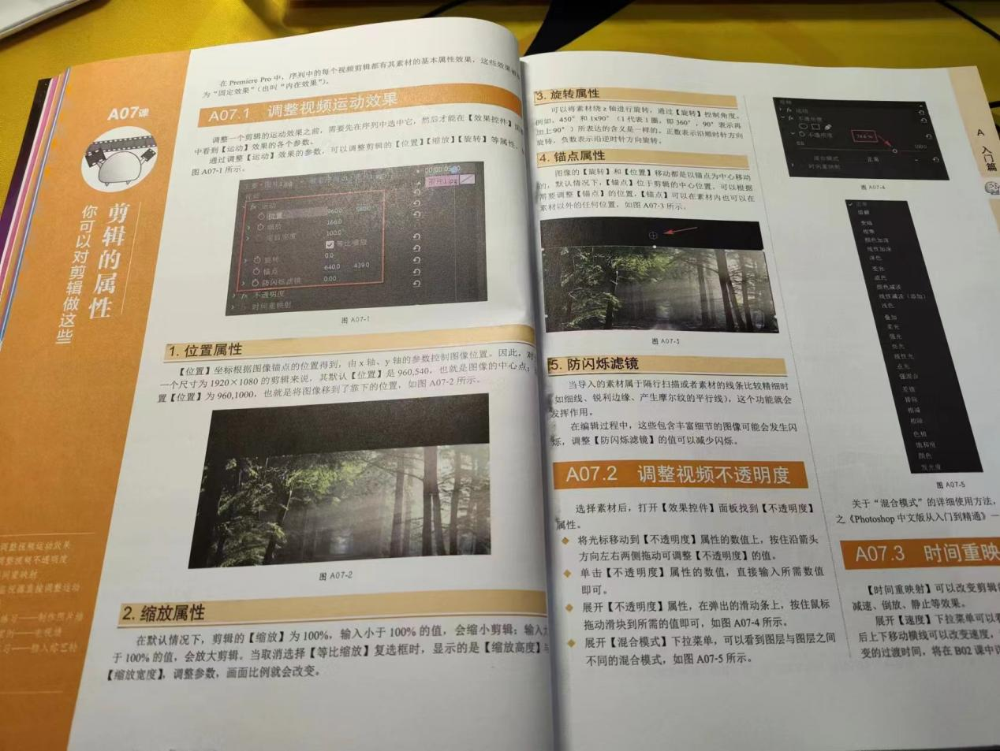 A07课
剪辑的属性
你可以对剪辑做这些
调整视频运动效果
调整视频不透明度
间重映射
监视器直接调整运动
练习——制作照片墙
在 Premiere Pro 中，序列中的每个视频剪辑都有其素材的基本属性效果，这些效果
为“固定效果”（也叫“内在效果”）。
A07.1 调整视频运动效果
调整一个剪辑的运动效果之前，需要先在序列中选中它，然后才能在【效果控件】面
中看到【运动】效果的各个参数。
通过调整【运动】效果的参数，可以调整剪辑的【位置】【缩放】【旋转】等属性，
图 A07-1 所示。
00:00:05:00
图片1.jpg
视频
fx 运动
位置 960.0 580.0
缩放 166.0
100.0
等比缩放
旋转 0.0
锚点 640.0 439.0
防闪烁滤镜 0.00
不透明度
时间重映射
图 A07-1
1. 位置属性
【位置】坐标根据图像锚点的位置得到，由 x 轴、y 轴的参数控制图像位置。因此，对
一个尺寸为 1920×1080 的剪辑来说，其默认【位置】是 960,540，也就是图像的中心点；
置【位置】为 960,1000，也就是将图像移到了靠下的位置，如图 A07-2 所示。
图 A07-2
2. 缩放属性
在默认情况下，剪辑的【缩放】为 100%，输入小于 100% 的值，会缩小剪辑；输入
于 100% 的值，会放大剪辑。当取消选择【等比缩放】复选框时，显示的是【缩放高度】与
【缩放宽度】，调整参数，画面比例就会改变。
3. 旋转属性
可以将素材绕 z 轴进行旋转，通过【旋转】控制角度。
例如，450° 和 1x90°（1 代表 1 圈，即 360°，90° 表示再
加上 90°）所表达的含义是一样的。正数表示沿顺时针方向
旋转，负数表示沿逆时针方向旋转。
4. 锚点属性
图像的【旋转】和【位置】移动都是以锚点为中心移动
的，默认情况下，【锚点】位于剪辑的中心位置。可以根据
需要调整【锚点】的位置，【锚点】可以在素材内也可以在
素材以外的任何位置，如图 A07-3 所示。
图 A07-3
5. 防闪烁滤镜
当导入的素材属于隔行扫描或者素材的线条比较精细时
（如细线、锐利边缘、产生摩尔纹的平行线），这个功能就会
发挥作用。
在编辑过程中，这些包含丰富细节的图像可能会发生闪
烁，调整【防闪烁滤镜】的值可以减少闪烁。
A07.2 调整视频不透明度
选择素材后，打开【效果控件】面板找到【不透明度】
属性。
◆ 将光标移动到【不透明度】属性的数值上，按住沿箭头
方向左右两侧拖动可调整【不透明度】的值。
◆ 单击【不透明度】属性的数值，直接输入所需数值
即可。
◆ 展开【不透明度】属性，在弹出的滑动条上，按住鼠标
拖动滑块到所需的值即可，如图 A07-4 所示。
◆ 展开【混合模式】下拉菜单，可以看到图层与图层之间
不同的混合模式，如图 A07-5 所示。
视频
fx 运动
fx 不透明度
不透明度
0.0 100.0
混合模式 正常
时间重映射
图 A07-4
正常
溶解
变暗
相乘
颜色加深
线性加深
深色
变亮
滤色
颜色减淡
线性减淡（添加）
浅色
叠加
柔光
强光
亮光
线性光
点光
强混合
差值
排除
相减
相除
色相
饱和度
颜色
发光度
图 A07-5
关于“混合模式”的详细使用方法，
之《Photoshop 中文版从入门到精通》一
A07.3 时间重映
【时间重映射】可以改变剪辑
减速、倒放、静止等效果。
展开【速度】下拉菜单可以看
后上下移动横线可以改变速度，
变的过渡时间，将在 B02 课中
A
入门篇